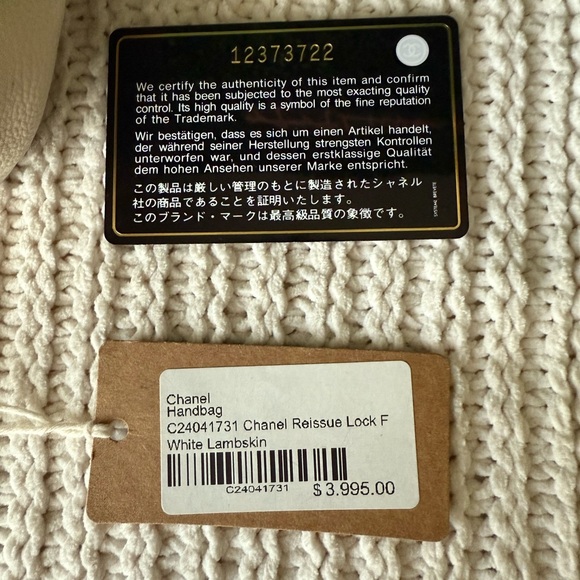 12373722
We certify the authenticity of this item and confirm
that it has been subjected to the most exacting quality
control. Its high quality is a symbol of the fine reputation
of the Trademark.
Wir bestätigen, dass es sich um einen Artikel handelt,
der während seiner Herstellung strengsten Kontrollen
unterworfen war, und dessen erstklassige Qualität
dem hohen Ansehen unserer Marke entspricht.
この製品は厳しい管理のもとに製造されたシャネル
社の商品であることを証明いたします。
このブランド・マークは最高級品質の象徴です。
SYSTEME BREVETE
Chanel
Handbag
C24041731 Chanel Reissue Lock F
White Lambskin
C24041731 $3.995.00